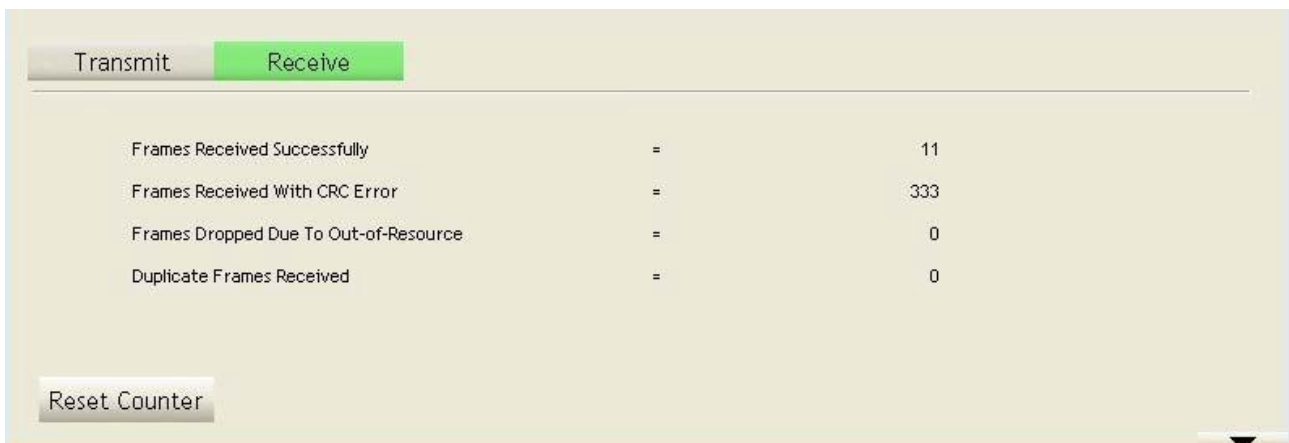 Transmit Receive
Frames Received Successfully = 11
Frames Received With CRC Error = 333
Frames Dropped Due To Out-of-Resource = 0
Duplicate Frames Received = 0
Reset Counter